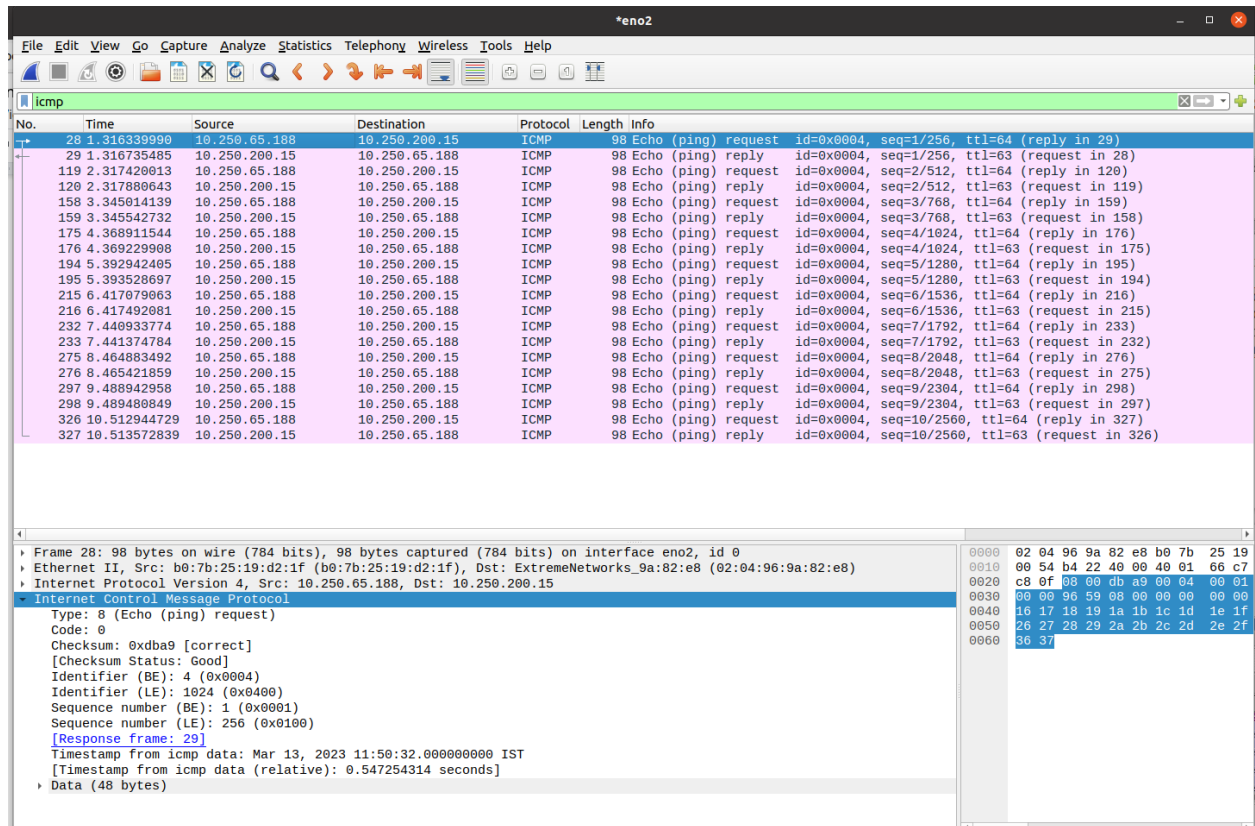 *eno2
File Edit View Go Capture Analyze Statistics Telephony Wireless Tools Help
icmp
No. Time Source Destination Protocol Length Info
28 1.316339990 10.250.65.188 10.250.200.15 ICMP 98 Echo (ping) request id=0x0004, seq=1/256, ttl=64 (reply in 29)
29 1.316735485 10.250.200.15 10.250.65.188 ICMP 98 Echo (ping) reply id=0x0004, seq=1/256, ttl=63 (request in 28)
119 2.317420013 10.250.65.188 10.250.200.15 ICMP 98 Echo (ping) request id=0x0004, seq=2/512, ttl=64 (reply in 120)
120 2.317880643 10.250.200.15 10.250.65.188 ICMP 98 Echo (ping) reply id=0x0004, seq=2/512, ttl=63 (request in 119)
158 3.345014139 10.250.65.188 10.250.200.15 ICMP 98 Echo (ping) request id=0x0004, seq=3/768, ttl=64 (reply in 159)
159 3.345542732 10.250.200.15 10.250.65.188 ICMP 98 Echo (ping) reply id=0x0004, seq=3/768, ttl=63 (request in 158)
175 4.368911544 10.250.65.188 10.250.200.15 ICMP 98 Echo (ping) request id=0x0004, seq=4/1024, ttl=64 (reply in 176)
176 4.369229908 10.250.200.15 10.250.65.188 ICMP 98 Echo (ping) reply id=0x0004, seq=4/1024, ttl=63 (request in 175)
194 5.392942405 10.250.65.188 10.250.200.15 ICMP 98 Echo (ping) request id=0x0004, seq=5/1280, ttl=64 (reply in 195)
195 5.393528697 10.250.200.15 10.250.65.188 ICMP 98 Echo (ping) reply id=0x0004, seq=5/1280, ttl=63 (request in 194)
215 6.417079063 10.250.65.188 10.250.200.15 ICMP 98 Echo (ping) request id=0x0004, seq=6/1536, ttl=64 (reply in 216)
216 6.417492081 10.250.200.15 10.250.65.188 ICMP 98 Echo (ping) reply id=0x0004, seq=6/1536, ttl=63 (request in 215)
232 7.440933774 10.250.65.188 10.250.200.15 ICMP 98 Echo (ping) request id=0x0004, seq=7/1792, ttl=64 (reply in 233)
233 7.441374784 10.250.200.15 10.250.65.188 ICMP 98 Echo (ping) reply id=0x0004, seq=7/1792, ttl=63 (request in 232)
275 8.464883492 10.250.65.188 10.250.200.15 ICMP 98 Echo (ping) request id=0x0004, seq=8/2048, ttl=64 (reply in 276)
276 8.465421859 10.250.200.15 10.250.65.188 ICMP 98 Echo (ping) reply id=0x0004, seq=8/2048, ttl=63 (request in 275)
297 9.488942958 10.250.65.188 10.250.200.15 ICMP 98 Echo (ping) request id=0x0004, seq=9/2304, ttl=64 (reply in 298)
298 9.489480849 10.250.200.15 10.250.65.188 ICMP 98 Echo (ping) reply id=0x0004, seq=9/2304, ttl=63 (request in 297)
326 10.512944729 10.250.65.188 10.250.200.15 ICMP 98 Echo (ping) request id=0x0004, seq=10/2560, ttl=64 (reply in 327)
327 10.513572839 10.250.200.15 10.250.65.188 ICMP 98 Echo (ping) reply id=0x0004, seq=10/2560, ttl=63 (request in 326)
Frame 28: 98 bytes on wire (784 bits), 98 bytes captured (784 bits) on interface eno2, id 0
Ethernet II, Src: b0:7b:25:19:d2:1f (b0:7b:25:19:d2:1f), Dst: ExtremeNetworks_9a:82:e8 (02:04:96:9a:82:e8)
Internet Protocol Version 4, Src: 10.250.65.188, Dst: 10.250.200.15
Internet Control Message Protocol
Type: 8 (Echo (ping) request)
Code: 0
Checksum: 0xdba9 [correct]
[Checksum Status: Good]
Identifier (BE): 4 (0x0004)
Identifier (LE): 1024 (0x0400)
Sequence number (BE): 1 (0x0001)
Sequence number (LE): 256 (0x0100)
[Response frame: 29]
Timestamp from icmp data: Mar 13, 2023 11:50:32.000000000 IST
[Timestamp from icmp data (relative): 0.547254314 seconds]
Data (48 bytes)
0000 02 04 96 9a 82 e8 b0 7b 25 19
0010 00 54 b4 22 40 00 40 01 66 c7
0020 c8 0f 08 00 db a9 00 04 00 01
0030 00 00 96 59 08 00 00 00 00 00
0040 16 17 18 19 1a 1b 1c 1d 1e 1f
0050 26 27 28 29 2a 2b 2c 2d 2e 2f
0060 36 37